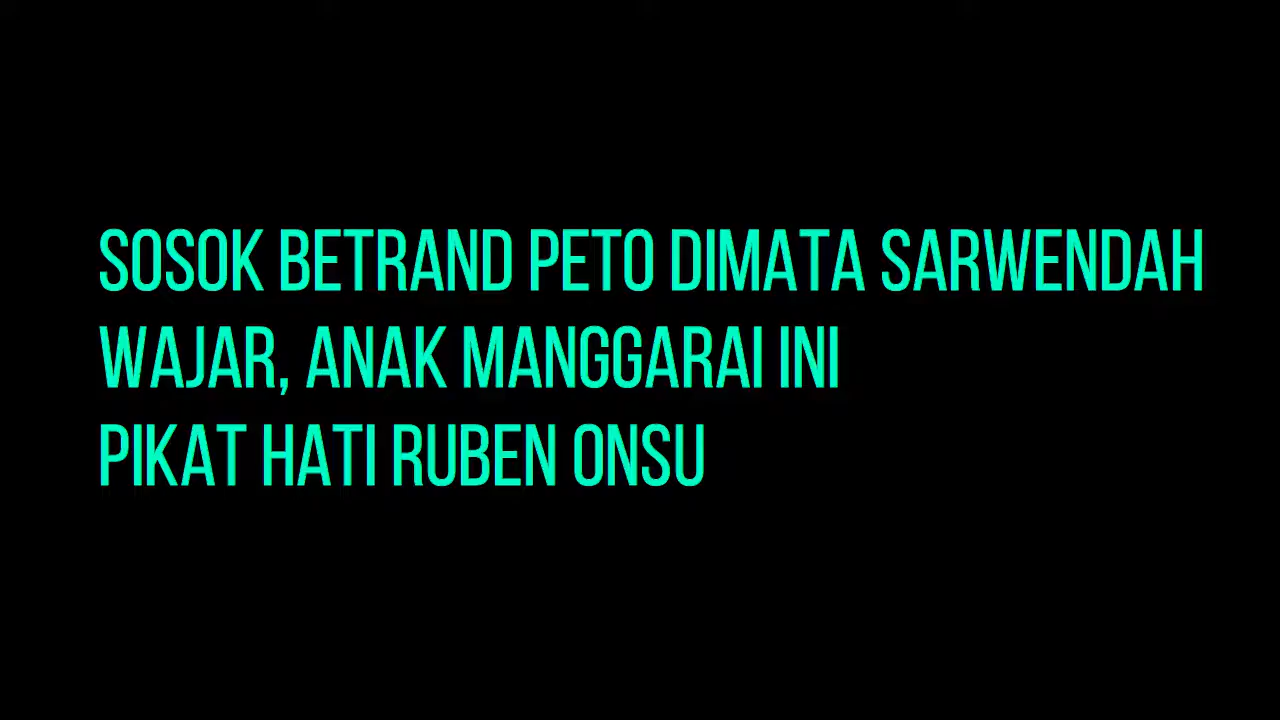 SOSOK BETRAND PETO DIMATA SARWENDAH
WAJAR, ANAK MANGGARAI INI
PIKAT HATI RUBEN ONSU